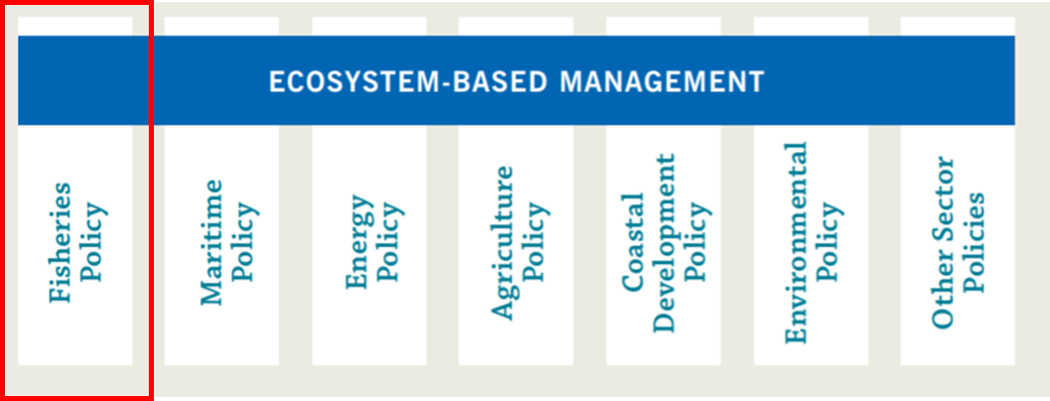 ECOSYSTEM-BASED MANAGEMENT
Fisheries
Policy
Maritime
Policy
Energy
Policy
Agriculture
Policy
Coastal
Development
Policy
Environmental
Policy
Other Sector
Policies